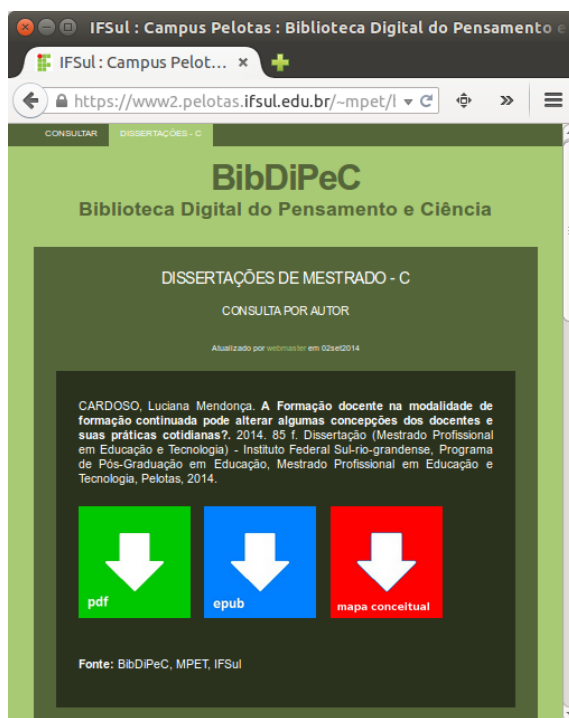 IFSul : Campus Pelotas : Biblioteca Digital do Pensamento e
IFSul : Campus Pelot...
https://www2.pelotas.ifsul.edu.br/~mpet/l
CONSULTAR DISSERTAÇÕES - C
BibDiPeC
Biblioteca Digital do Pensamento e Ciência
DISSERTAÇÕES DE MESTRADO - C
CONSULTA POR AUTOR
Atualizado por webmaster em 02set2014
CARDOSO, Luciana Mendonça. A Formação docente na modalidade de
formação continuada pode alterar algumas concepções dos docentes e
suas práticas cotidianas?. 2014. 85 f. Dissertação (Mestrado Profissional
em Educação e Tecnologia) - Instituto Federal Sul-rio-grandense, Programa
de Pós-Graduação em Educação, Mestrado Profissional em Educação e
Tecnologia, Pelotas, 2014.
pdf epub mapa conceitual
Fonte: BibDiPeC, MPET, IFSul